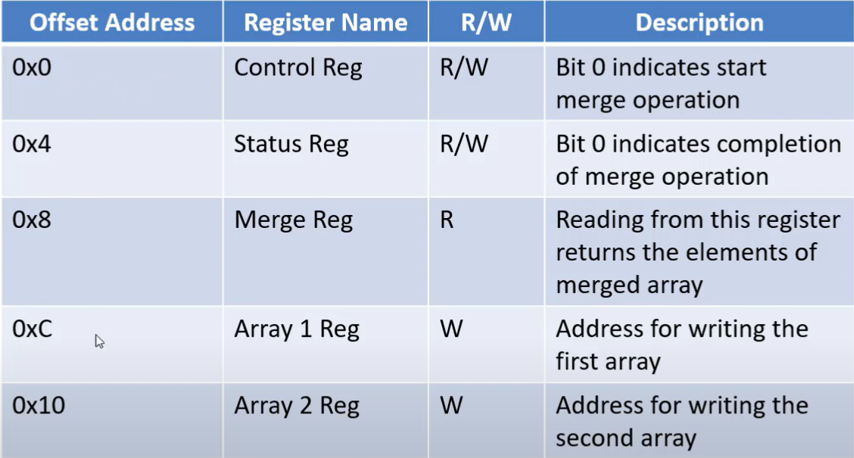 Offset Address Register Name R/W Description
0x0 Control Reg R/W Bit 0 indicates start
merge operation
0x4 Status Reg R/W Bit 0 indicates completion
of merge operation
0x8 Merge Reg R Reading from this register
returns the elements of
merged array
0xC Array 1 Reg W Address for writing the
first array
0x10 Array 2 Reg W Address for writing the
second array